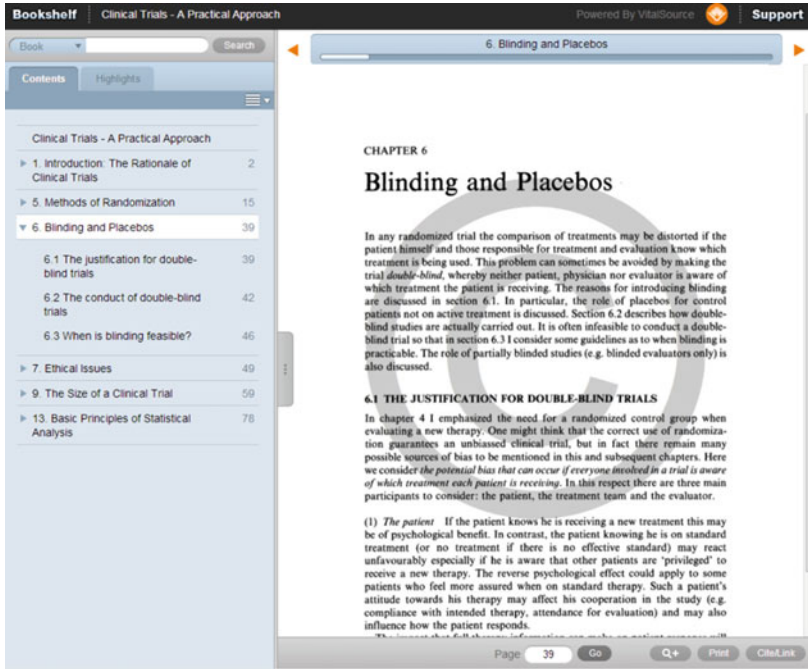 Bookshelf Clinical Trials - A Practical Approach Powered By VitalSource Support
Book Search
6. Blinding and Placebos
Contents Highlights
Clinical Trials - A Practical Approach
1. Introduction: The Rationale of 2
Clinical Trials
5. Methods of Randomization 15
6. Blinding and Placebos 39
6.1 The justification for double- 39
blind trials
6.2 The conduct of double-blind 42
trials
6.3 When is blinding feasible? 46
7. Ethical Issues 49
9. The Size of a Clinical Trial 59
13. Basic Principles of Statistical 78
Analysis
CHAPTER 6
Blinding and Placebos
In any randomized trial the comparison of treatments may be distorted if the
patient himself and those responsible for treatment and evaluation know which
treatment is being used. This problem can sometimes be avoided by making the
trial double-blind, whereby neither patient, physician nor evaluator is aware of
which treatment the patient is receiving. The reasons for introducing blinding
are discussed in section 6.1. In particular, the role of placebos for control
patients not on active treatment is discussed. Section 6.2 describes how double-
blind studies are actually carried out. It is often infeasible to conduct a double-
blind trial so that in section 6.3 I consider some guidelines as to when blinding is
practicable. The role of partially blinded studies (e.g. blinded evaluators only) is
also discussed.
6.1 THE JUSTIFICATION FOR DOUBLE-BLIND TRIALS
In chapter 4 I emphasized the need for a randomized control group when
evaluating a new therapy. One might think that the correct use of randomiza-
tion guarantees an unbiassed clinical trial, but in fact there remain many
possible sources of bias to be mentioned in this and subsequent chapters. Here
we consider the potential bias that can occur if everyone involved in a trial is aware
of which treatment each patient is receiving. In this respect there are three main
participants to consider: the patient, the treatment team and the evaluator.
(1) The patient If the patient knows he is receiving a new treatment this may
be of psychological benefit. In contrast, the patient knowing he is on standard
treatment (or no treatment if there is no effective standard) may react
unfavourably especially if he is aware that other patients are 'privileged' to
receive a new therapy. The reverse psychological effect could apply to some
patients who feel more assured when on standard therapy. Such a patient's
attitude towards his therapy may affect his cooperation in the study (e.g.
compliance with intended therapy, attendance for evaluation) and may also
influence how the patient responds.
Page 39 Go Q+ Print Cite/Link